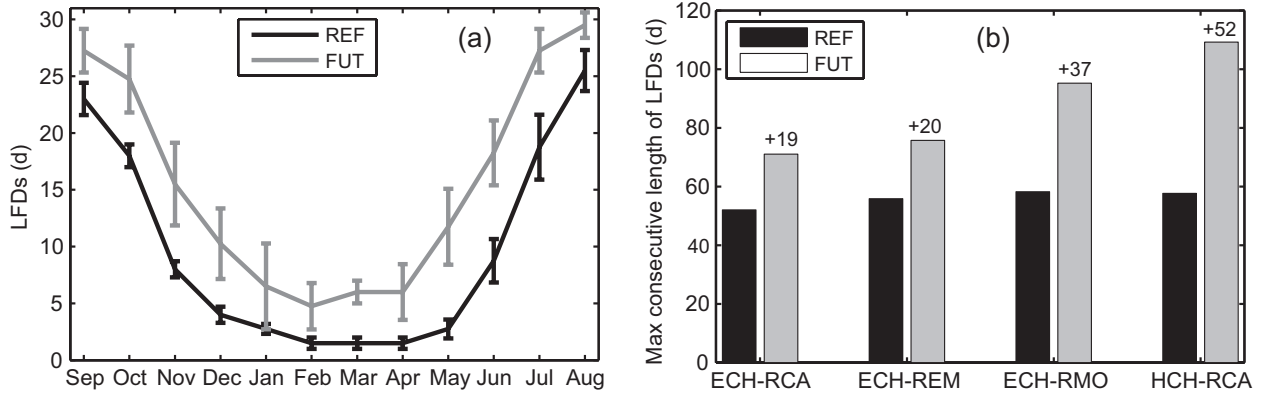 LFDs (d)
30
25
20
15
10
5
0
REF
FUT
(a)
Sep Oct Nov Dec Jan Feb Mar Apr May Jun Jul Aug
Max consecutive length of LFDs (d)
120
100
80
60
40
20
0
REF
FUT
(b)
+19
+20
+37
+52
ECH-RCA ECH-REM ECH-RMO HCH-RCA